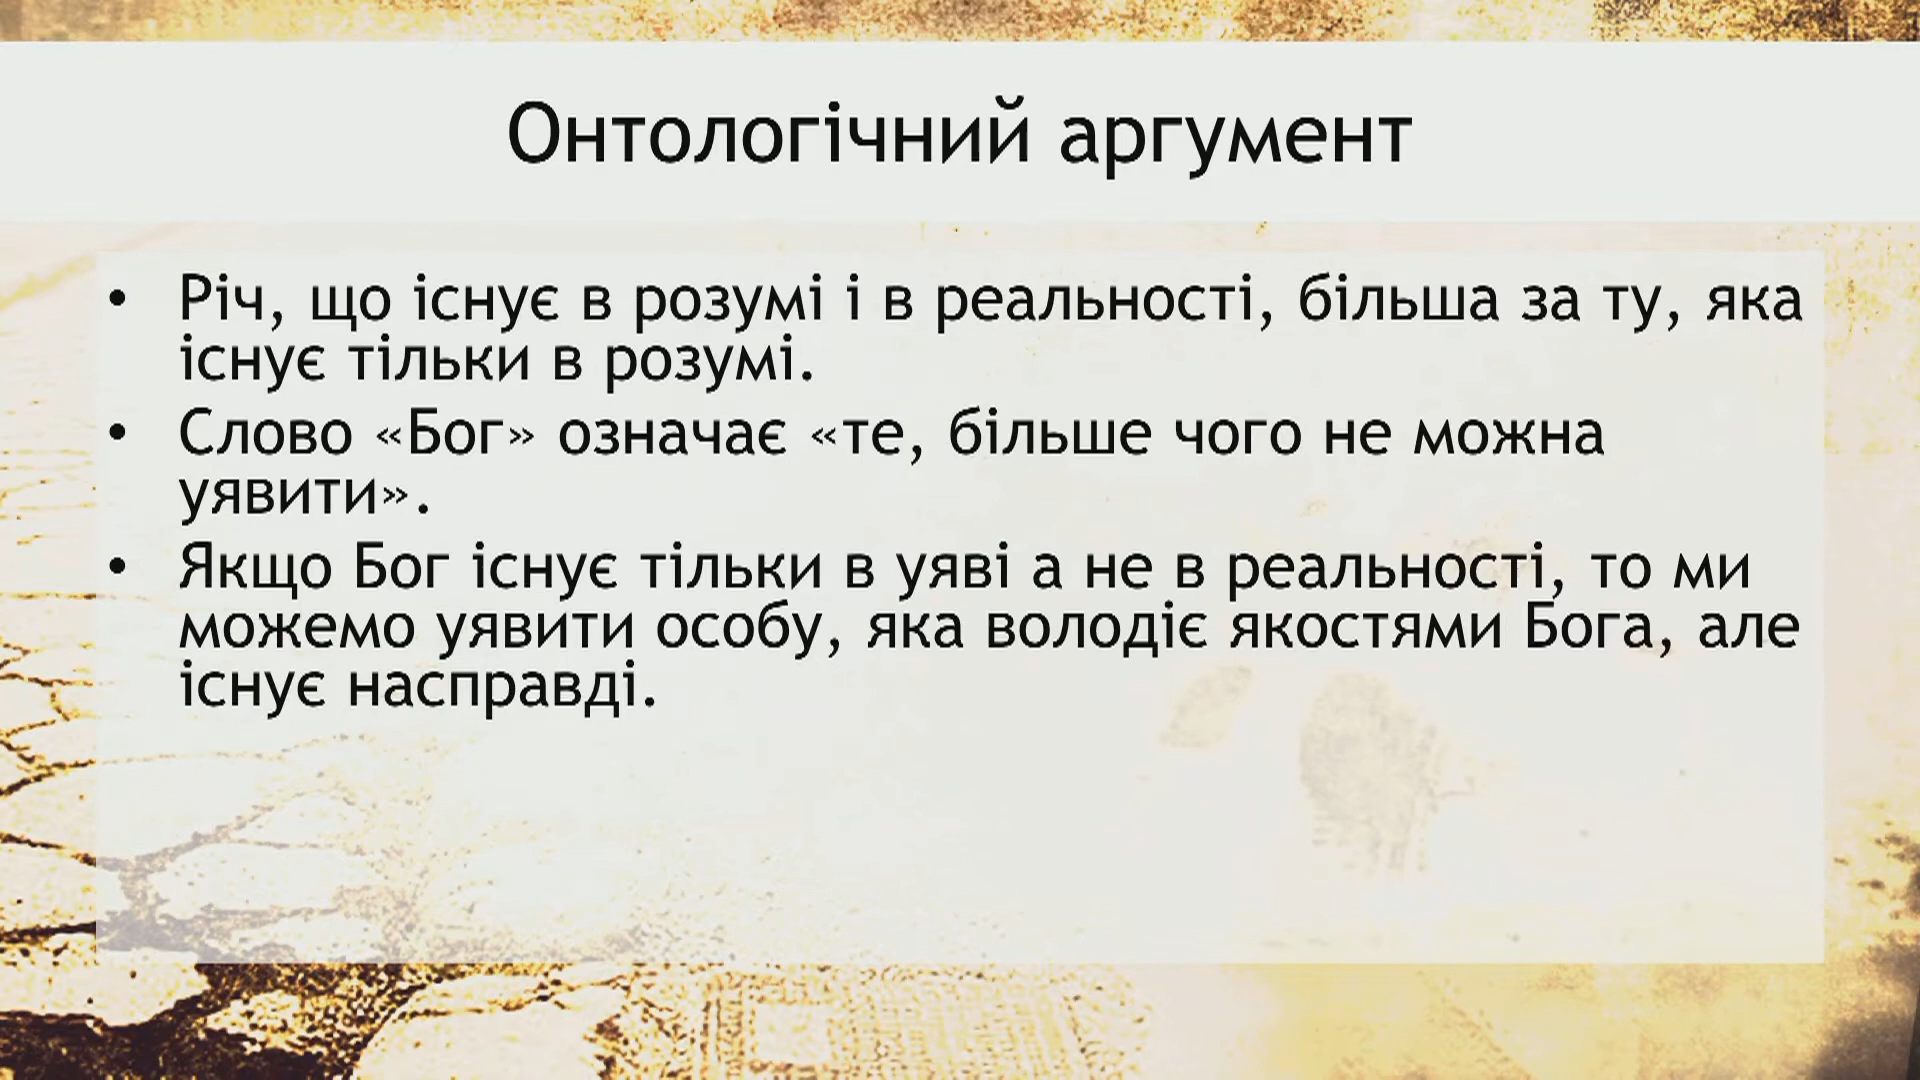 Онтологічний аргумент
• Річ, що існує в розумі і в реальності, більша за ту, яка
існує тільки в розумі.
• Слово «Бог» означає «те, більше чого не можна
уявити».
• Якщо Бог існує тільки в уяві а не в реальності, то ми
можемо уявити особу, яка володіє якостями Бога, але
існує насправді.